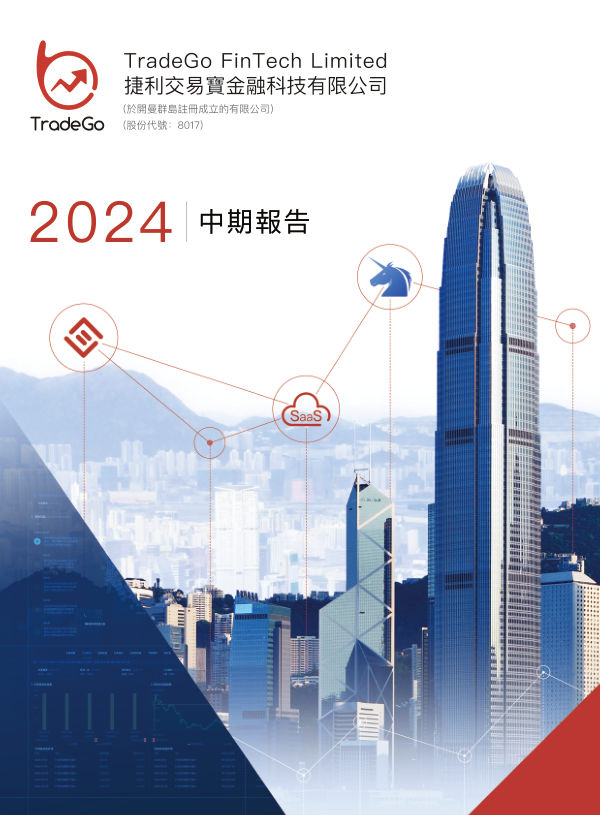 TradeGo FinTech Limited
捷利交易寶金融科技有限公司
(於開曼群島註冊成立的有限公司)
(股份代號：8017)
TradeGo
2024
中期報告
SaaS